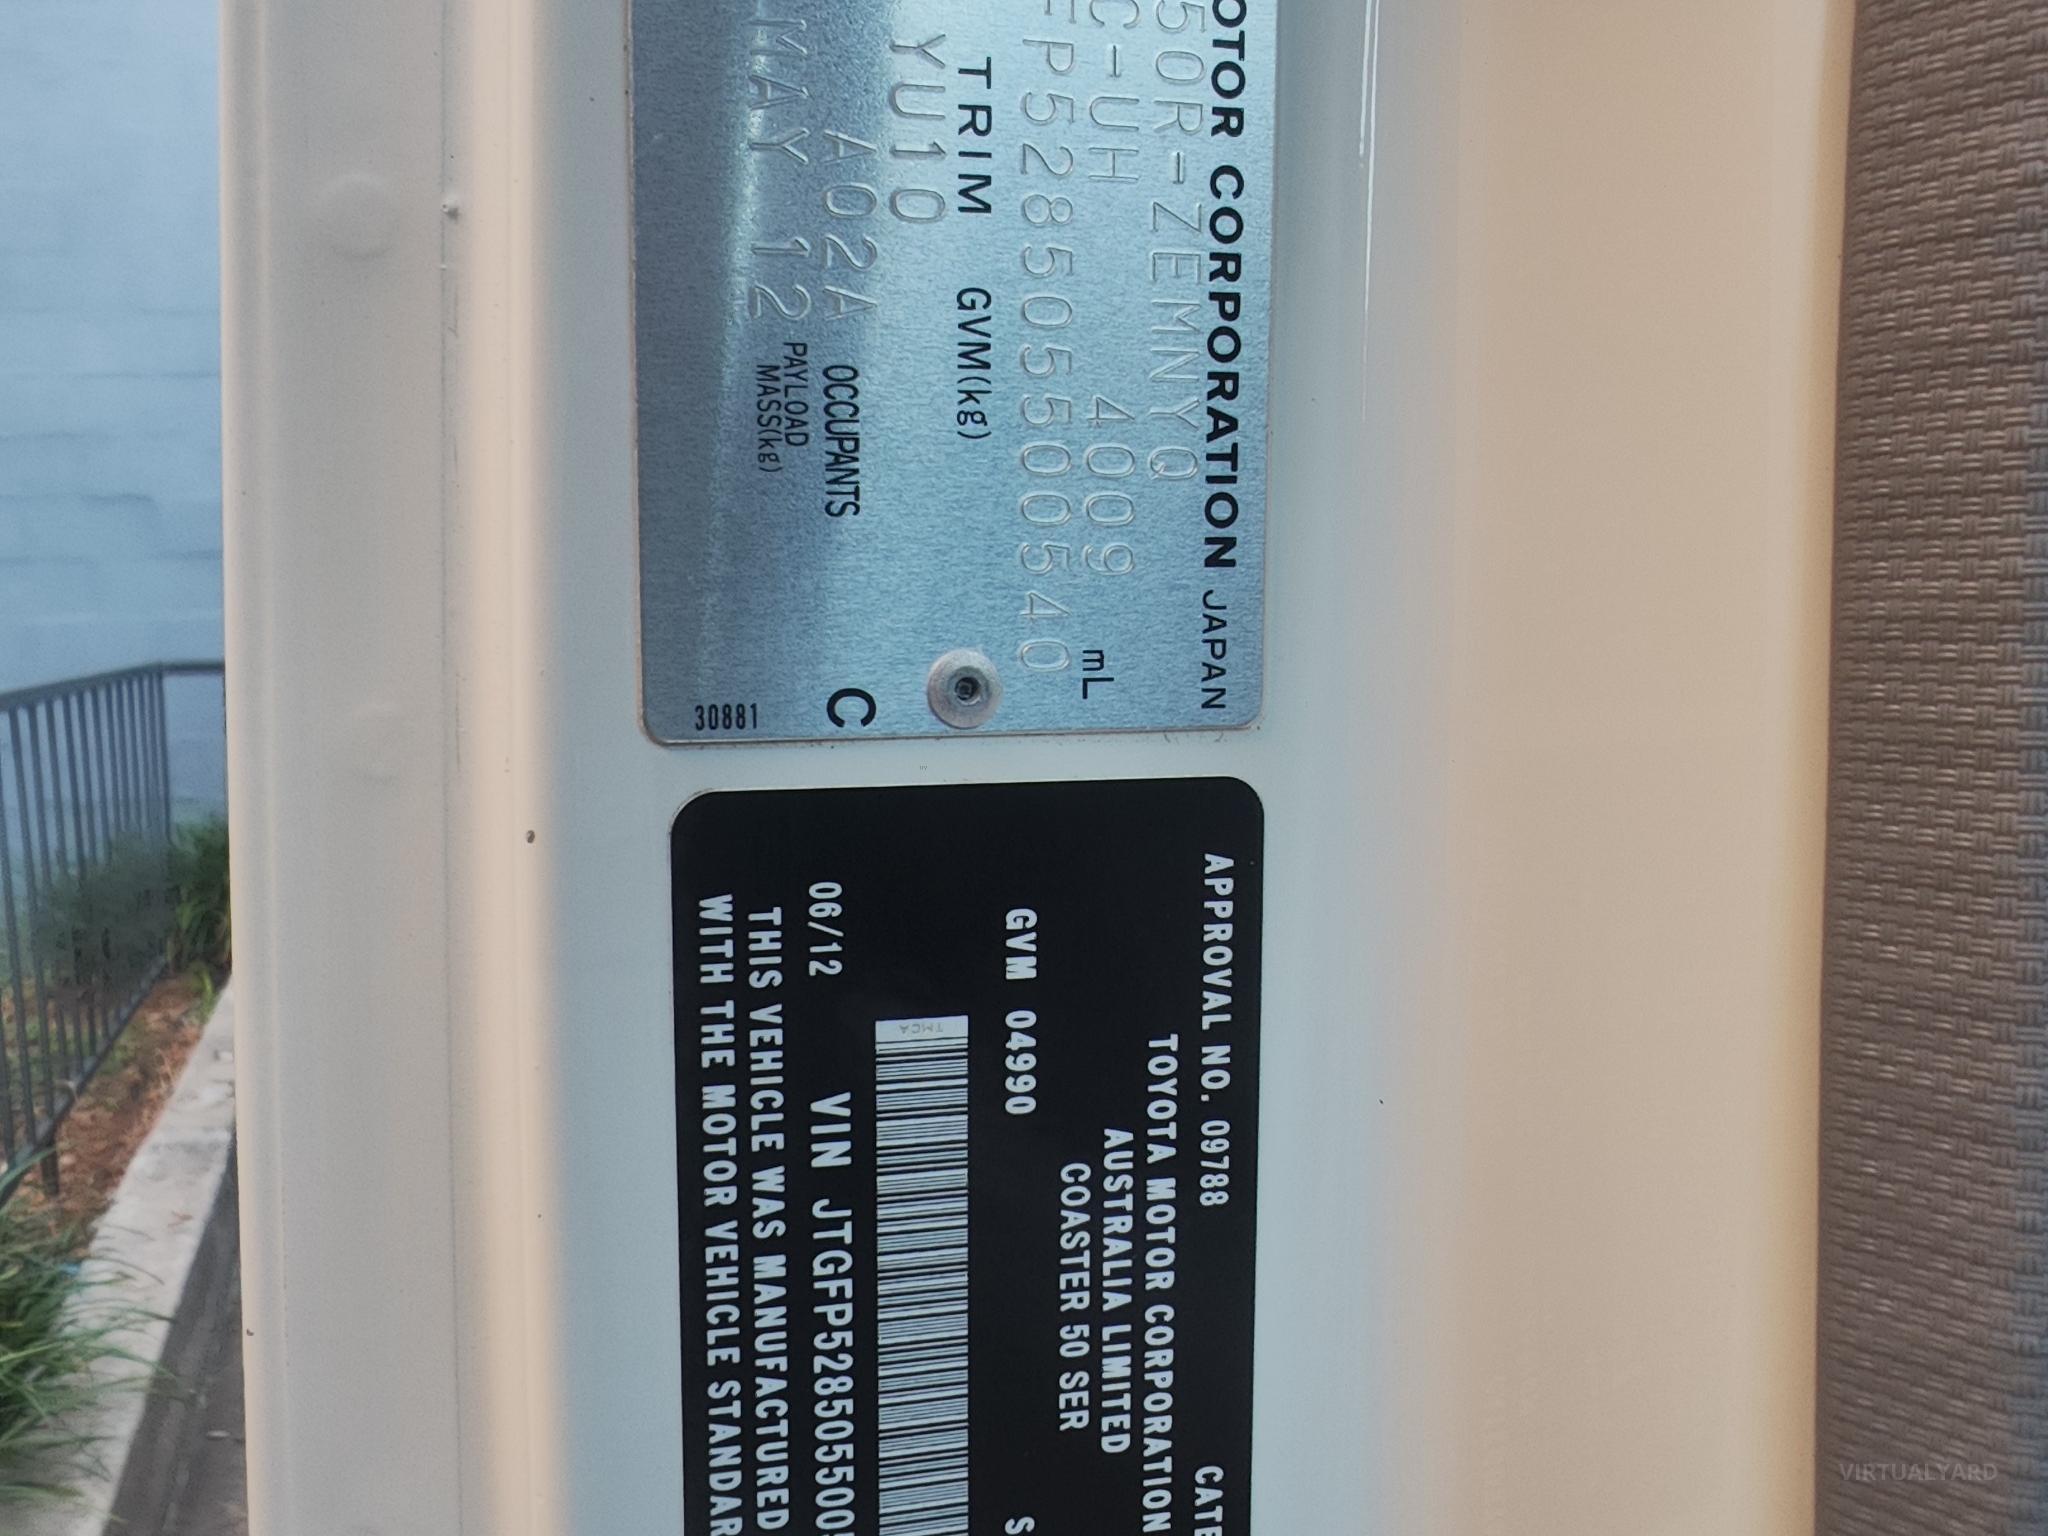 OTOR CORPORATION JAPAN
50R-ZEMNYQ
C-UH 4009 mL
FP528505500540
TRIM GVM(kg)
YU10
A02A OCCUPANTS C
MAY 12 PAYLOAD
MASS(kg)
30881
APPROVAL NO. 09788 CATE
TOYOTA MOTOR CORPORATION
AUSTRALIA LIMITED
COASTER 50 SER
GVM 04990 S
TMCA
06/12 VIN JTGFP52850550
THIS VEHICLE WAS MANUFACTURED
WITH THE MOTOR VEHICLE STANDAR
VIRTUALYARD